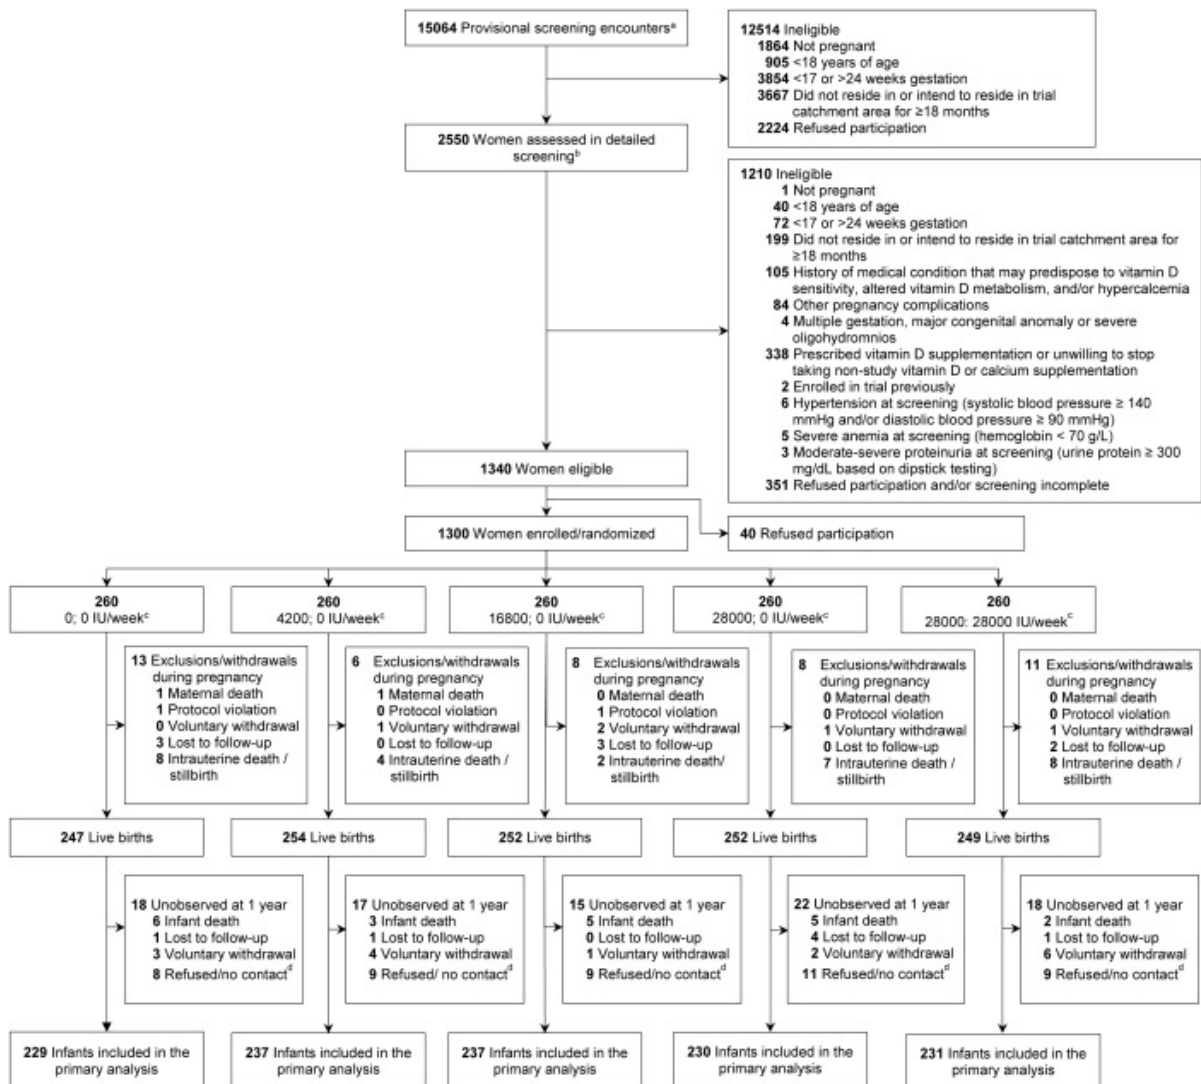 15064 Provisional screening encountersᵃ
12514 Ineligible
1864 Not pregnant
905 <18 years of age
3854 <17 or >24 weeks gestation
3667 Did not reside in or intend to reside in trial
catchment area for ≥18 months
2224 Refused participation
2550 Women assessed in detailed
screeningᵇ
1210 Ineligible
1 Not pregnant
40 <18 years of age
72 <17 or >24 weeks gestation
199 Did not reside in or intend to reside in trial catchment area for
≥18 months
105 History of medical condition that may predispose to vitamin D
sensitivity, altered vitamin D metabolism, and/or hypercalcemia
84 Other pregnancy complications
4 Multiple gestation, major congenital anomaly or severe
oligohydromnios
338 Prescribed vitamin D supplementation or unwilling to stop
taking non-study vitamin D or calcium supplementation
2 Enrolled in trial previously
6 Hypertension at screening (systolic blood pressure ≥ 140
mmHg and/or diastolic blood pressure ≥ 90 mmHg)
5 Severe anemia at screening (hemoglobin < 70 g/L)
3 Moderate-severe proteinuria at screening (urine protein ≥ 300
mg/dL based on dipstick testing)
351 Refused participation and/or screening incomplete
1340 Women eligible
1300 Women enrolled/randomized
40 Refused participation
260
0; 0 IU/weekᶜ
260
4200; 0 IU/weekᶜ
260
16800; 0 IU/weekᶜ
260
28000; 0 IU/weekᶜ
260
28000: 28000 IU/weekᶜ
13 Exclusions/withdrawals
during pregnancy
1 Maternal death
1 Protocol violation
0 Voluntary withdrawal
3 Lost to follow-up
8 Intrauterine death /
stillbirth
6 Exclusions/withdrawals
during pregnancy
1 Maternal death
0 Protocol violation
1 Voluntary withdrawal
0 Lost to follow-up
4 Intrauterine death /
stillbirth
8 Exclusions/withdrawals
during pregnancy
0 Maternal death
1 Protocol violation
2 Voluntary withdrawal
3 Lost to follow-up
2 Intrauterine death/
stillbirth
8 Exclusions/withdrawals
during pregnancy
0 Maternal death
0 Protocol violation
1 Voluntary withdrawal
0 Lost to follow-up
7 Intrauterine death /
stillbirth
11 Exclusions/withdrawals
during pregnancy
0 Maternal death
0 Protocol violation
1 Voluntary withdrawal
2 Lost to follow-up
8 Intrauterine death /
stillbirth
247 Live births
254 Live births
252 Live births
252 Live births
249 Live births
18 Unobserved at 1 year
6 Infant death
1 Lost to follow-up
3 Voluntary withdrawal
8 Refused/no contactᵈ
17 Unobserved at 1 year
3 Infant death
1 Lost to follow-up
4 Voluntary withdrawal
9 Refused/ no contactᵈ
15 Unobserved at 1 year
5 Infant death
0 Lost to follow-up
1 Voluntary withdrawal
9 Refused/no contactᵈ
22 Unobserved at 1 year
5 Infant death
4 Lost to follow-up
2 Voluntary withdrawal
11 Refused/no contactᵈ
18 Unobserved at 1 year
2 Infant death
1 Lost to follow-up
6 Voluntary withdrawal
9 Refused/no contactᵈ
229 Infants included in the
primary analysis
237 Infants included in the
primary analysis
237 Infants included in the
primary analysis
230 Infants included in the
primary analysis
231 Infants included in the
primary analysis